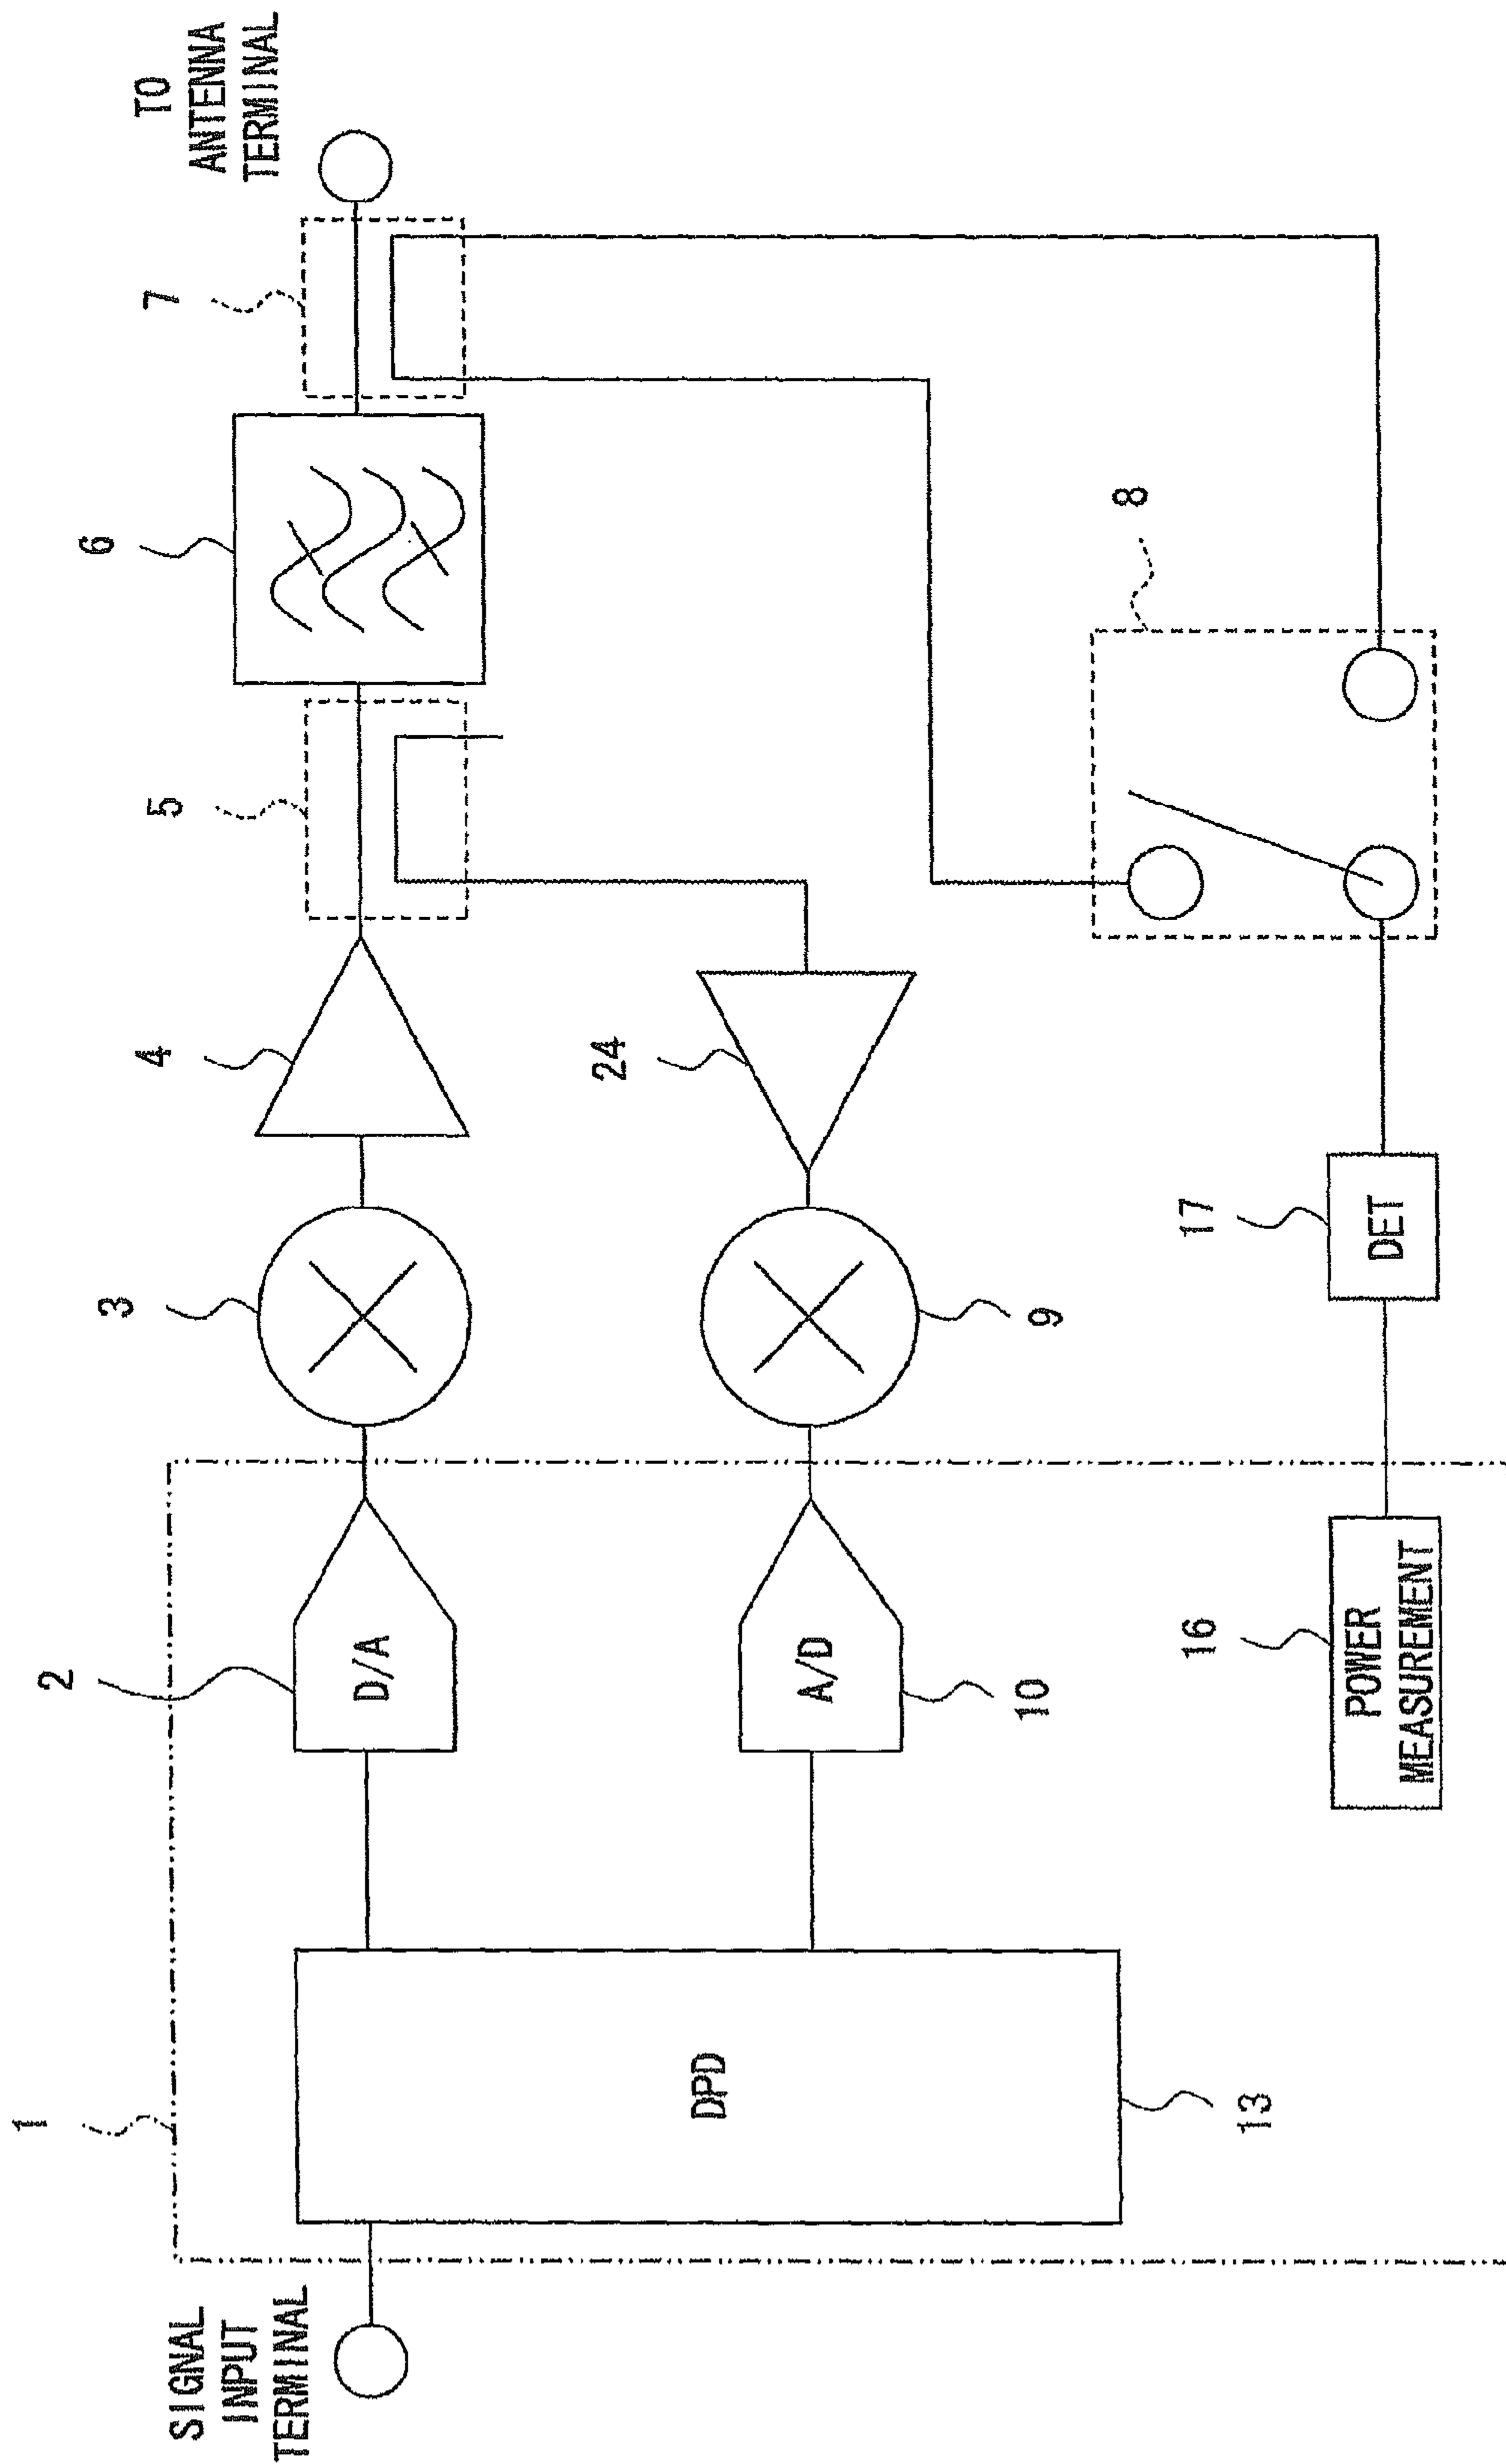 1
2
3
4
5
6
7
TO
ANTENNA
TERMINAL
SIGNAL
INPUT
TERMINAL
D/A
24
DPD
A/D
10
9
8
13
16
17
POWER
MEASUREMENT
DET